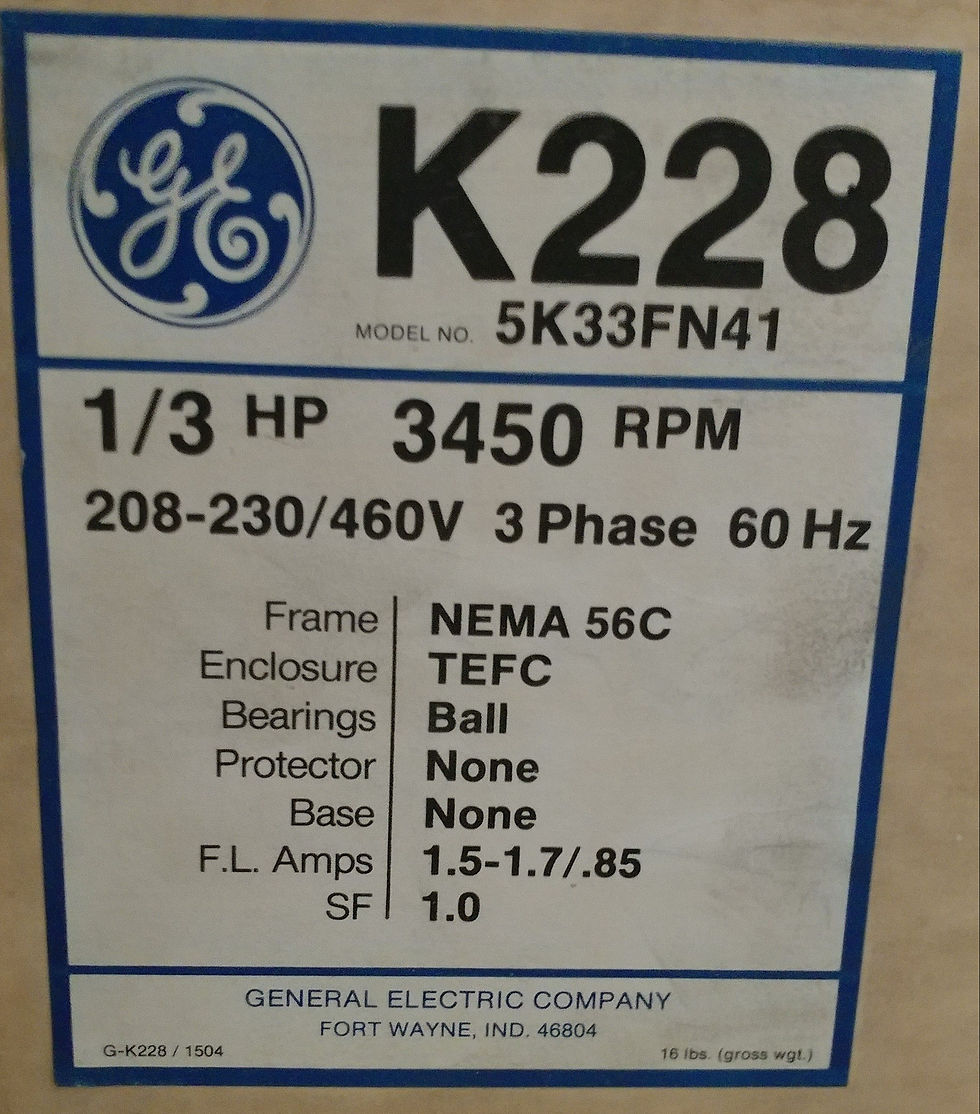 GE
K228
MODEL NO. 5K33FN41
1/3 HP 3450 RPM
208-230/460V 3 Phase 60 Hz
Frame NEMA 56C
Enclosure TEFC
Bearings Ball
Protector None
Base None
F.L. Amps 1.5-1.7/.85
SF 1.0
GENERAL ELECTRIC COMPANY
FORT WAYNE, IND. 46804
G-K228 / 1504 16 lbs. (gross wgt.)